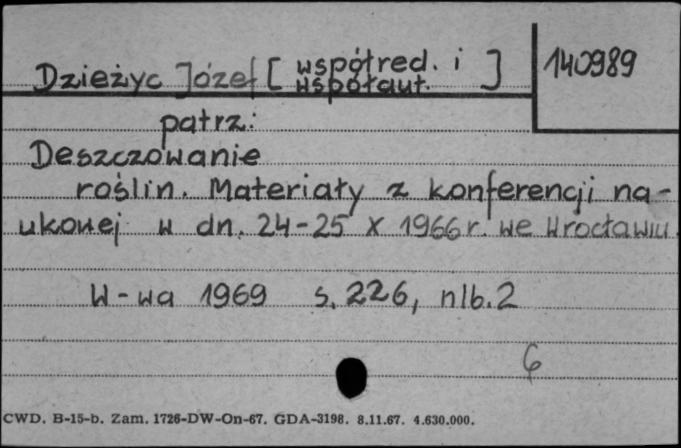 Dzieżyc Józef [ współred. i współaut. ] 140989
patrz:
Deszczowanie
roślin. Materiały z konferencji na-
ukowej w dn. 24-25 X 1966 r. we Wrocławiu.
W-wa 1969 s. 226, nlb. 2
6
CWD. B-15-b. Zam. 1726-DW-On-67. GDA-3198. 8.11.67. 4.630.000.